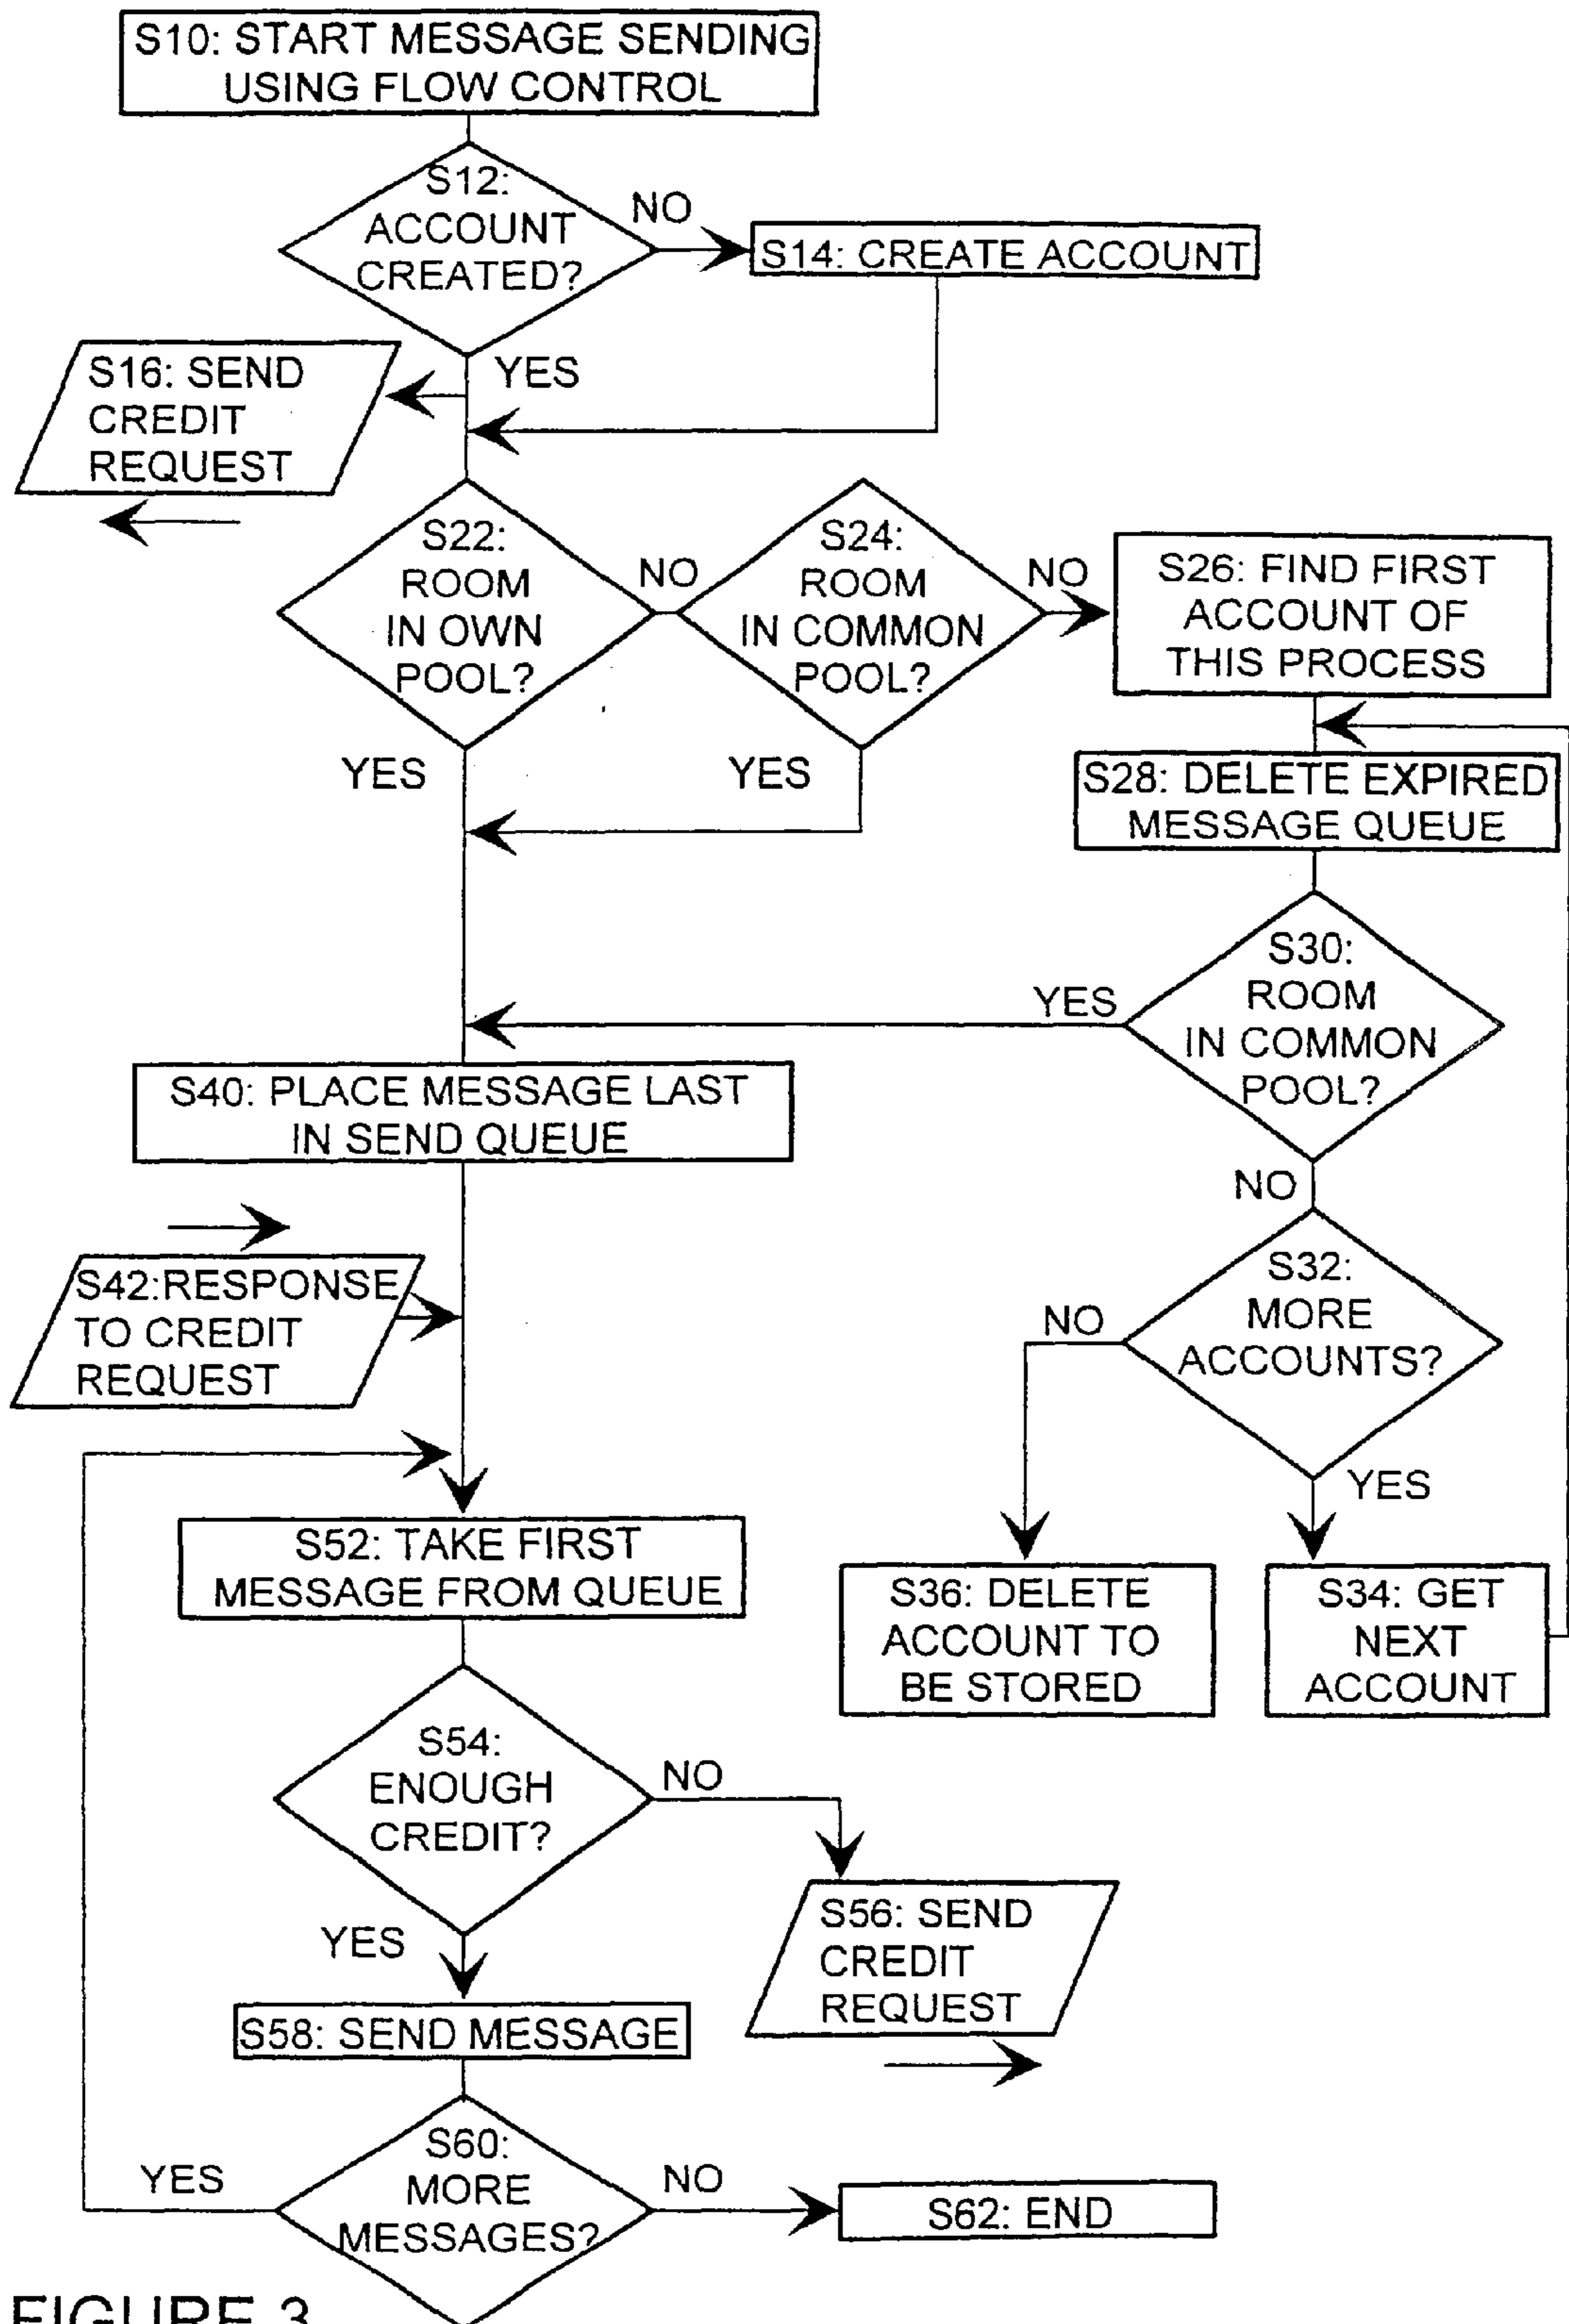 S10: START MESSAGE SENDING
USING FLOW CONTROL
S12:
ACCOUNT
CREATED?
NO
S14: CREATE ACCOUNT
YES
S16: SEND
CREDIT
REQUEST
S22:
ROOM
IN OWN
POOL?
NO
S24:
ROOM
IN COMMON
POOL?
NO
S26: FIND FIRST
ACCOUNT OF
THIS PROCESS
YES
YES
S28: DELETE EXPIRED
MESSAGE QUEUE
S30:
ROOM
IN COMMON
POOL?
YES
S40: PLACE MESSAGE LAST
IN SEND QUEUE
NO
S42:RESPONSE
TO CREDIT
REQUEST
S32:
MORE
ACCOUNTS?
NO
YES
S52: TAKE FIRST
MESSAGE FROM QUEUE
S36: DELETE
ACCOUNT TO
BE STORED
S34: GET
NEXT
ACCOUNT
S54:
ENOUGH
CREDIT?
NO
S56: SEND
CREDIT
REQUEST
YES
S58: SEND MESSAGE
S60:
MORE
MESSAGES?
YES
NO
S62: END
FIGURE 3